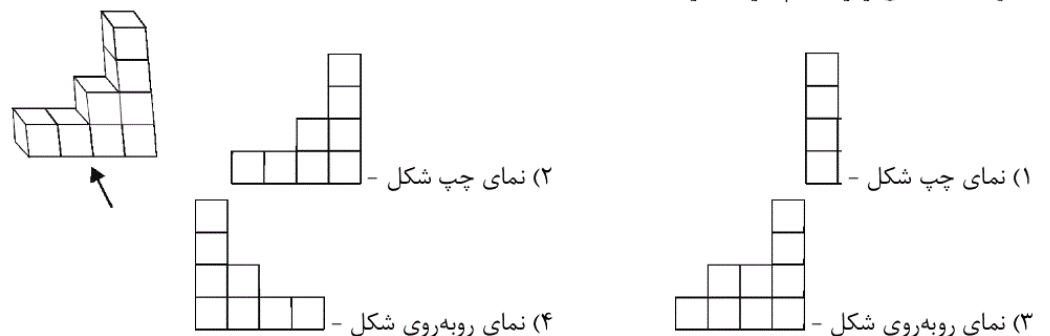 ۱) نمای چپ شکل -
۲) نمای چپ شکل -
۳) نمای روبه‌روی شکل -
۴) نمای روبه‌روی شکل -